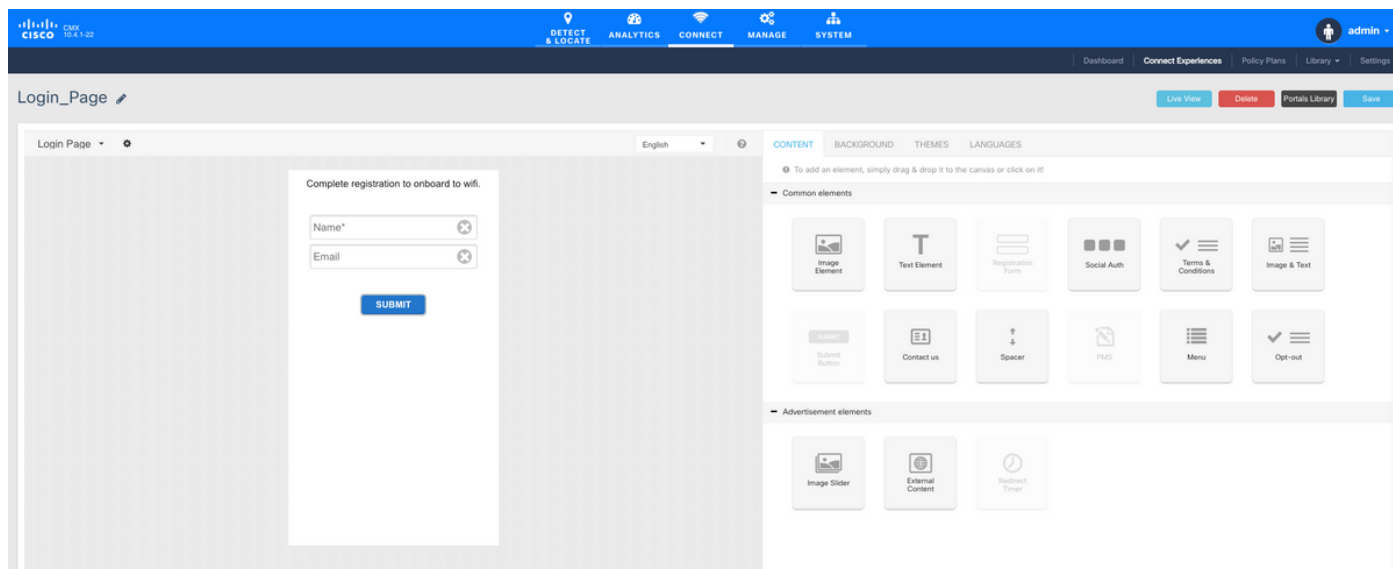 CISCO CMX 10.4.1-22
DETECT & LOCATE
ANALYTICS
CONNECT
MANAGE
SYSTEM
admin
Dashboard
Connect Experiences
Policy Plans
Library
Settings
Login_Page
Live View
Delete
Portals Library
Save
Login Page
English
CONTENT
BACKGROUND
THEMES
LANGUAGES
To add an element, simply drag & drop it to the canvas or click on it!
Complete registration to onboard to wifi.
Name*
Email
SUBMIT
Common elements
Image
Element
Text Element
Registration
Form
Social Auth
Terms &
Conditions
Image & Text
SUBMIT
Submit
Button
Contact us
Spacer
PMS
Menu
Opt-out
Advertisement elements
Image Slider
External
Content
Redirect
Timer